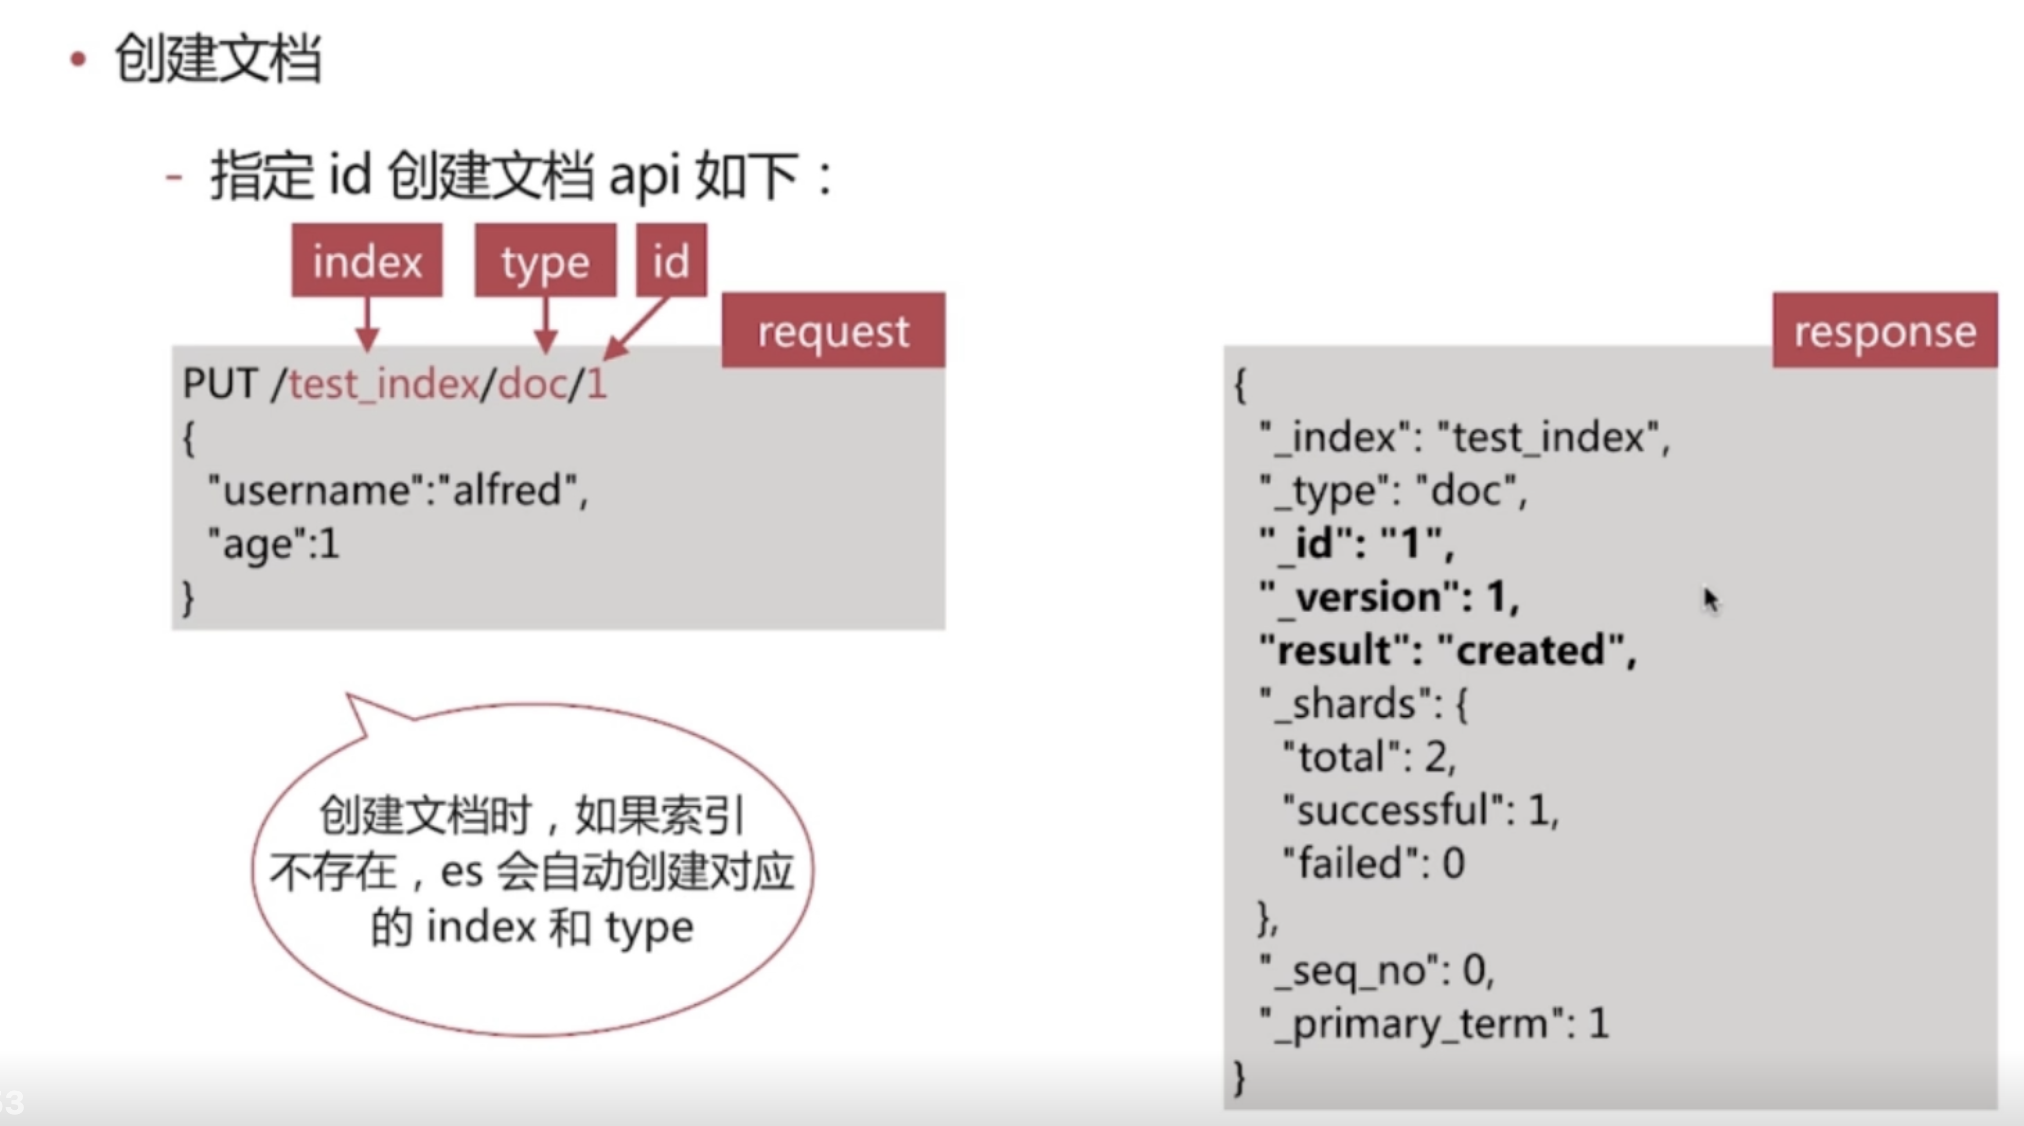 • 创建文档
- 指定 id 创建文档 api 如下：
index
type
id
request
PUT /test_index/doc/1
{
"username":"alfred",
"age":1
}
创建文档时，如果索引
不存在，es 会自动创建对应
的 index 和 type
response
{
"_index": "test_index",
"_type": "doc",
"_id": "1",
"_version": 1,
"result": "created",
"_shards": {
"total": 2,
"successful": 1,
"failed": 0
},
"_seq_no": 0,
"_primary_term": 1
}